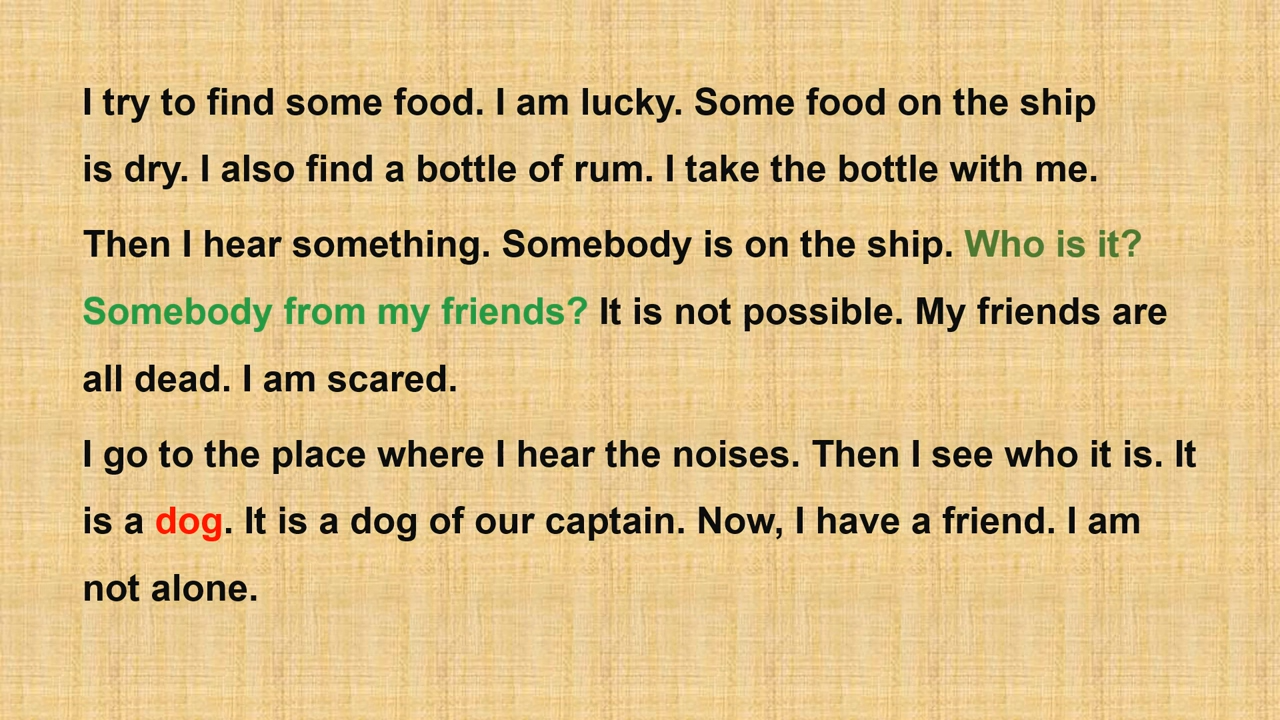 I try to find some food. I am lucky. Some food on the ship
is dry. I also find a bottle of rum. I take the bottle with me.
Then I hear something. Somebody is on the ship. Who is it?
Somebody from my friends? It is not possible. My friends are
all dead. I am scared.
I go to the place where I hear the noises. Then I see who it is. It
is a dog. It is a dog of our captain. Now, I have a friend. I am
not alone.